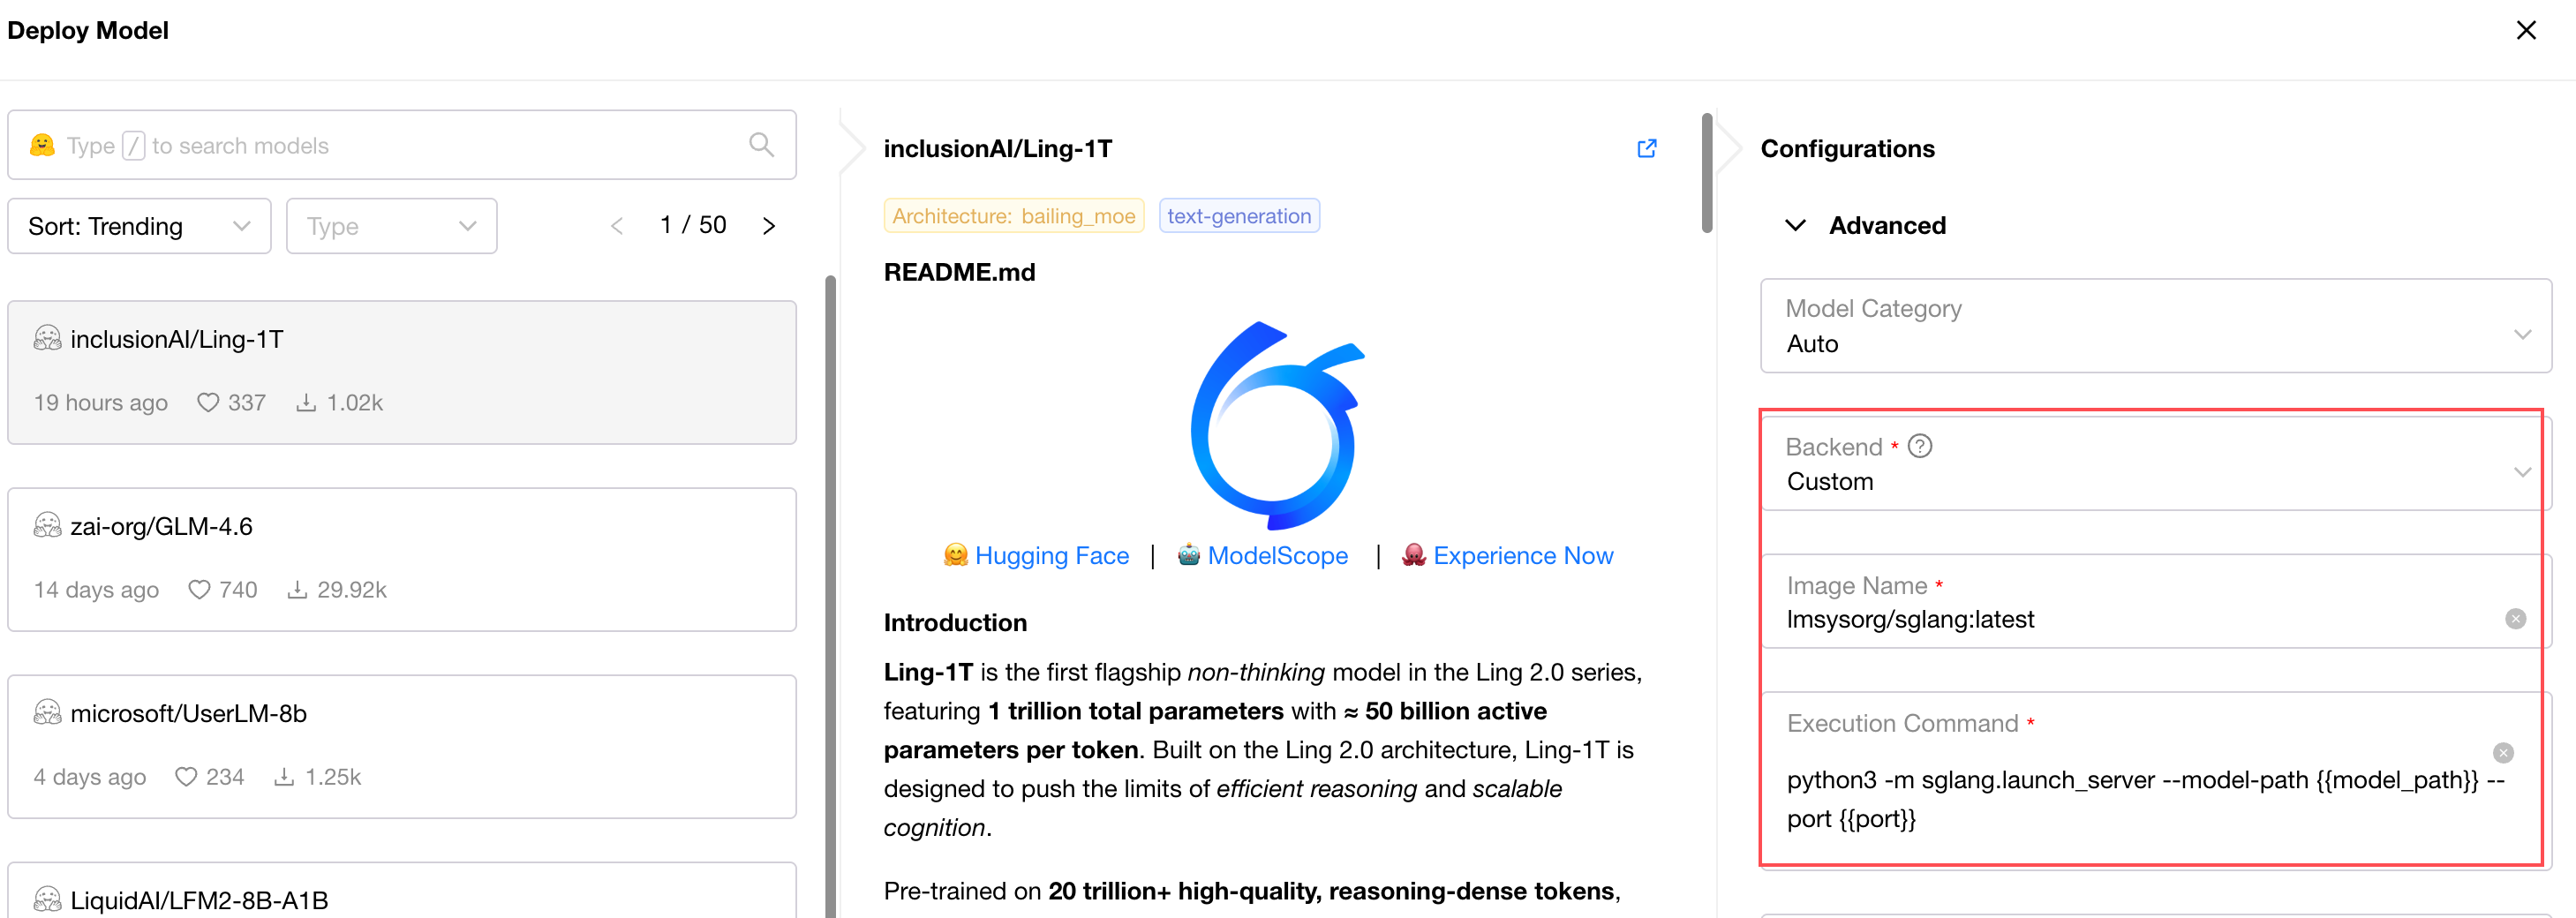 Deploy Model
Type / to search models
Sort: Trending
Type
1 / 50
inclusionAI/Ling-1T
19 hours ago 337 1.02k
zai-org/GLM-4.6
14 days ago 740 29.92k
microsoft/UserLM-8b
4 days ago 234 1.25k
LiquidAI/LFM2-8B-A1B
inclusionAI/Ling-1T
Architecture: bailing_moe text-generation
README.md
Hugging Face | ModelScope | Experience Now
Introduction
Ling-1T is the first flagship non-thinking model in the Ling 2.0 series,
featuring 1 trillion total parameters with ≈ 50 billion active
parameters per token. Built on the Ling 2.0 architecture, Ling-1T is
designed to push the limits of efficient reasoning and scalable
cognition.
Pre-trained on 20 trillion+ high-quality, reasoning-dense tokens,
Configurations
Advanced
Model Category
Auto
Backend *
Custom
Image Name *
lmsysorg/sglang:latest
Execution Command *
python3 -m sglang.launch_server --model-path {{model_path}} --
port {{port}}